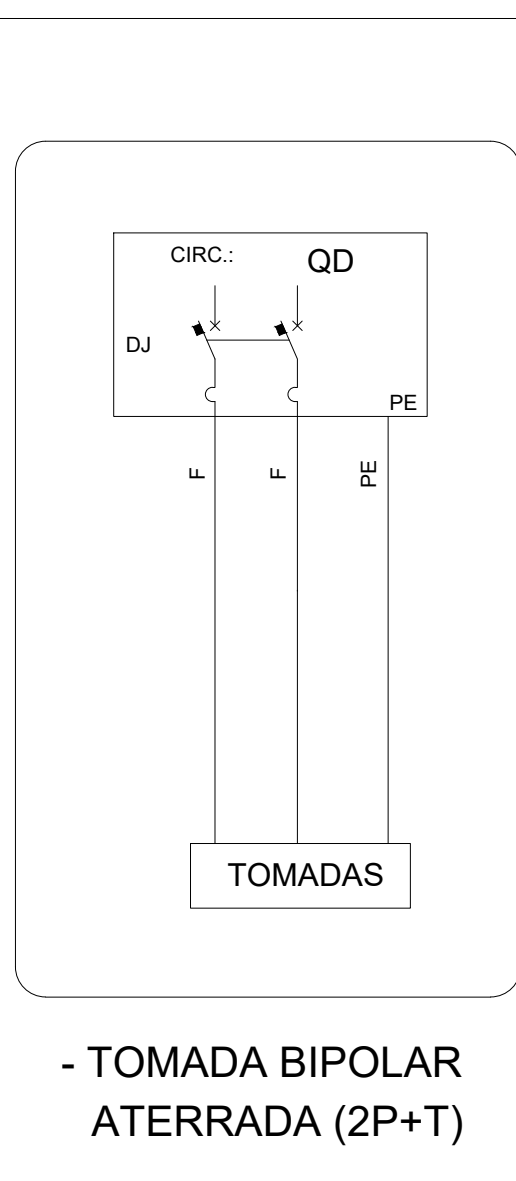 CIRC.: QD
DJ
PE
F F PE
TOMADAS
- TOMADA BIPOLAR
ATERRADA (2P+T)